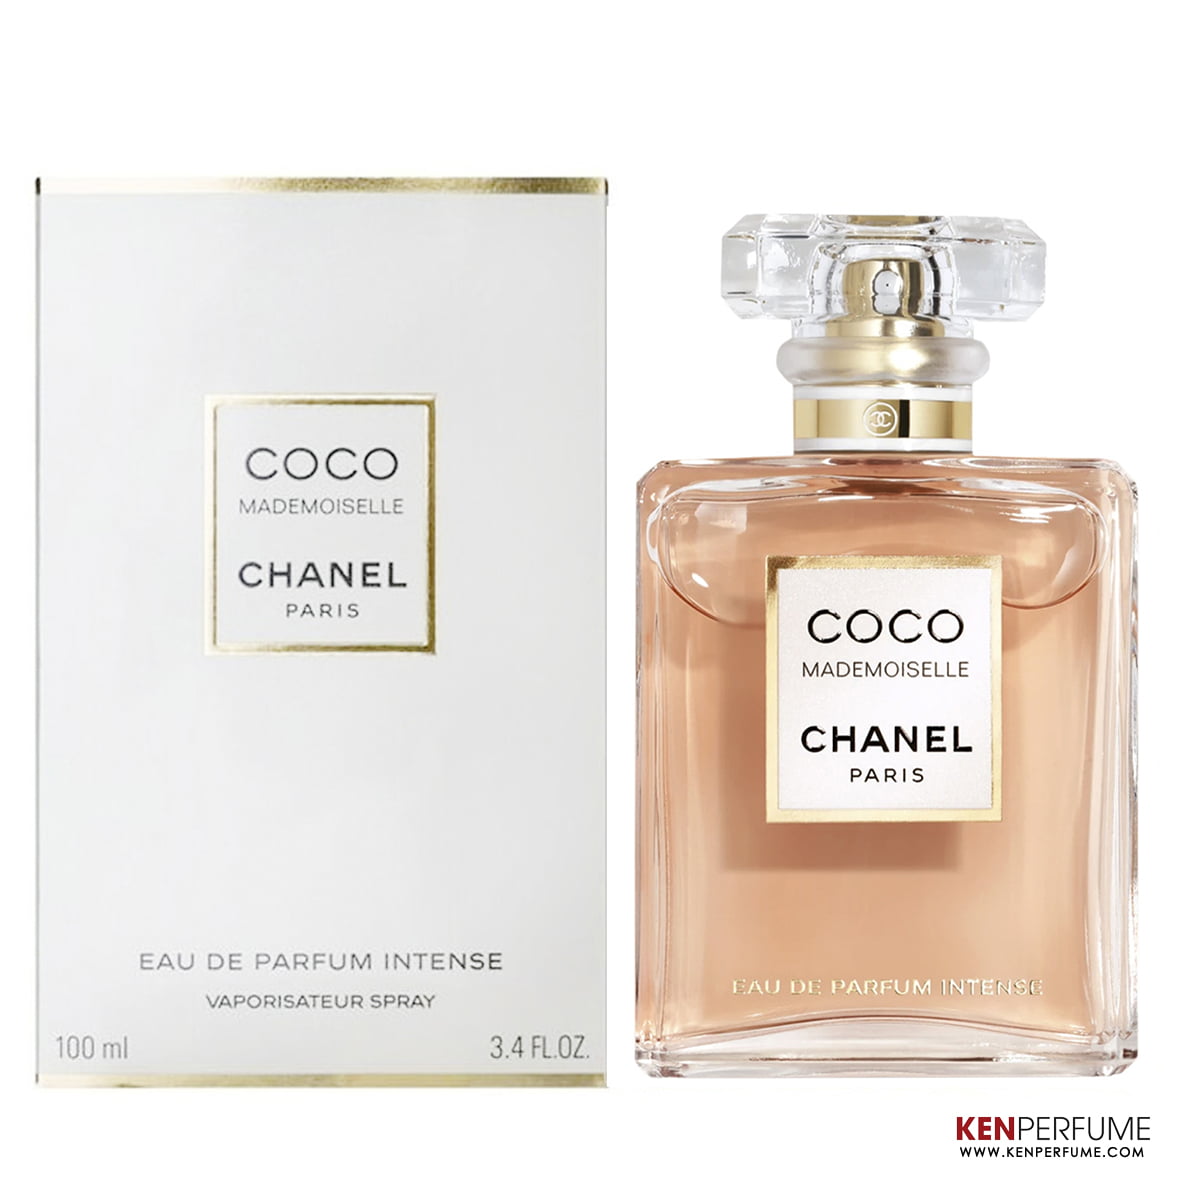 COCO
MADEMOISELLE
CHANEL
PARIS
EAU DE PARFUM INTENSE
VAPORISATEUR SPRAY
100 ml
3.4 FL.OZ.
COCO
MADEMOISELLE
CHANEL
PARIS
EAU DE PARFUM INTENSE
KENPERFUME
WWW.KENPERFUME.COM